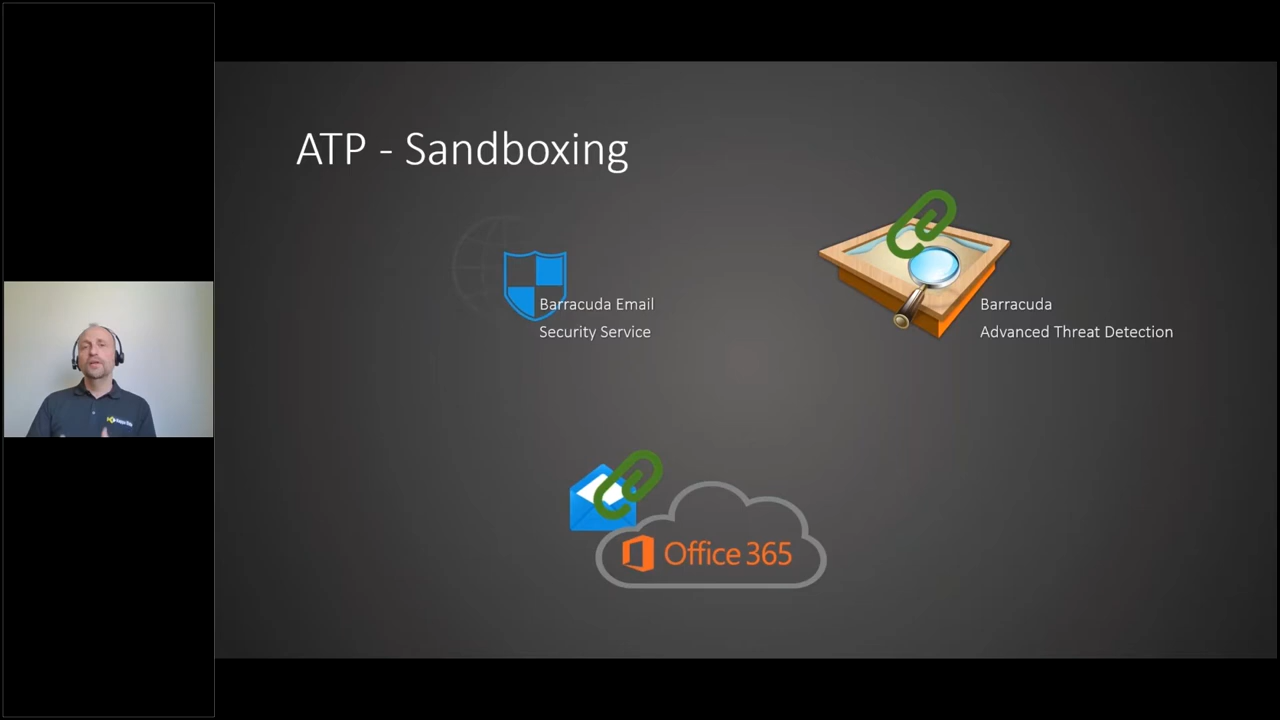 ATP - Sandboxing
Barracuda Email
Security Service
Barracuda
Advanced Threat Detection
Office 365